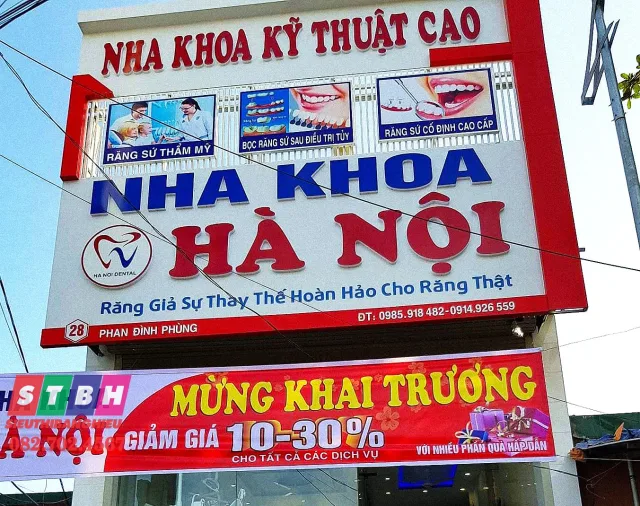 NHA KHOA KỸ THUẬT CAO
RĂNG SỨ THẨM MỸ
BỌC RĂNG SỨ SAU ĐIỀU TRỊ TỦY
RĂNG SỨ CỐ ĐỊNH CAO CẤP
NHA KHOA
HÀ NỘI
HA NOI DENTAL
Răng Giả Sự Thay Thế Hoàn Hảo Cho Răng Thật
28 PHAN ĐÌNH PHÙNG
ĐT: 0985.918 482-0914.926 559
STBH
SIEUTHIBANGHIEU
MỪNG KHAI TRƯƠNG
GIẢM GIÁ 10-30%
CHO TẤT CẢ CÁC DỊCH VỤ
VỚI NHIỀU PHẦN QUÀ HẤP DẪN